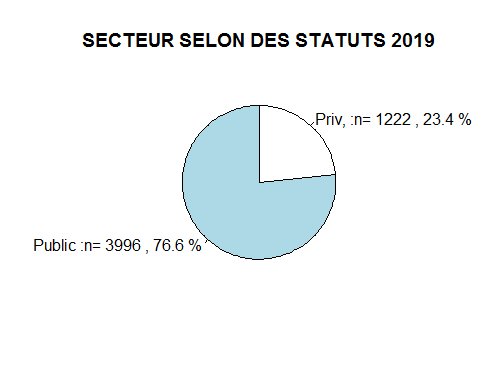 SECTEUR SELON DES STATUTS 2019
Priv, :n= 1222 , 23.4 %
Public :n= 3996 , 76.6 %